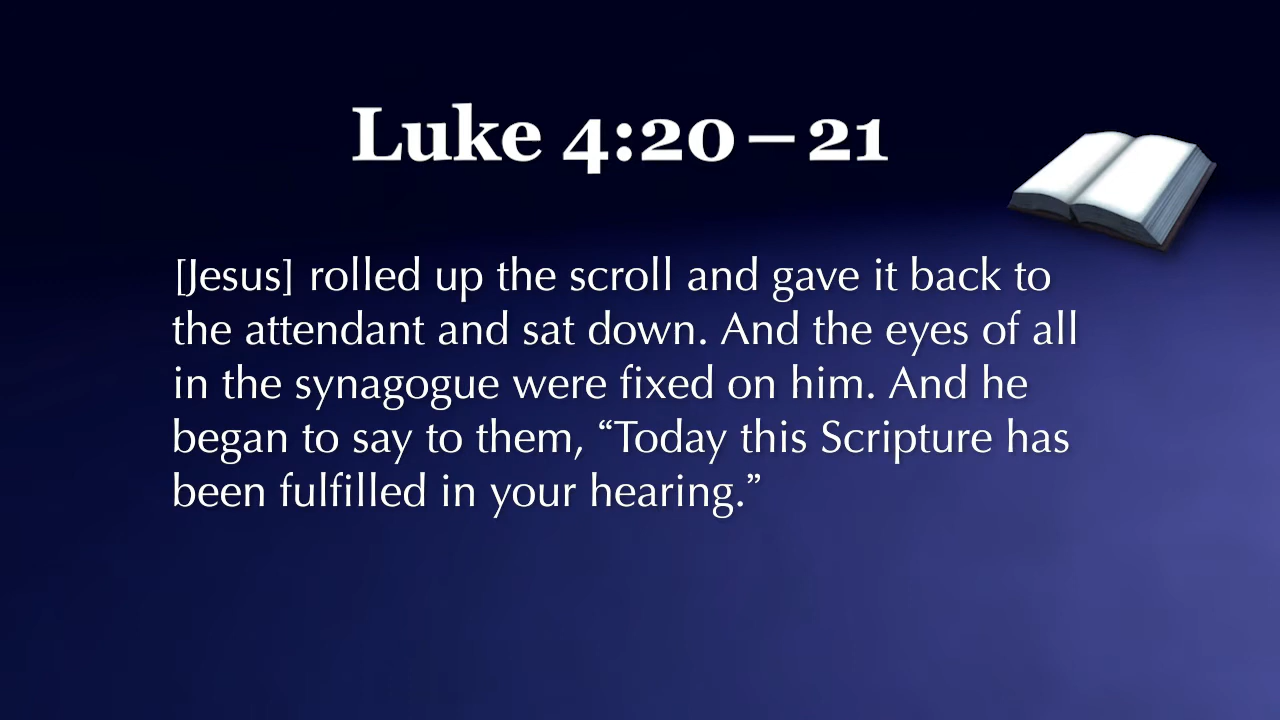 Luke 4:20–21
[Jesus] rolled up the scroll and gave it back to
the attendant and sat down. And the eyes of all
in the synagogue were fixed on him. And he
began to say to them, “Today this Scripture has
been fulfilled in your hearing.”